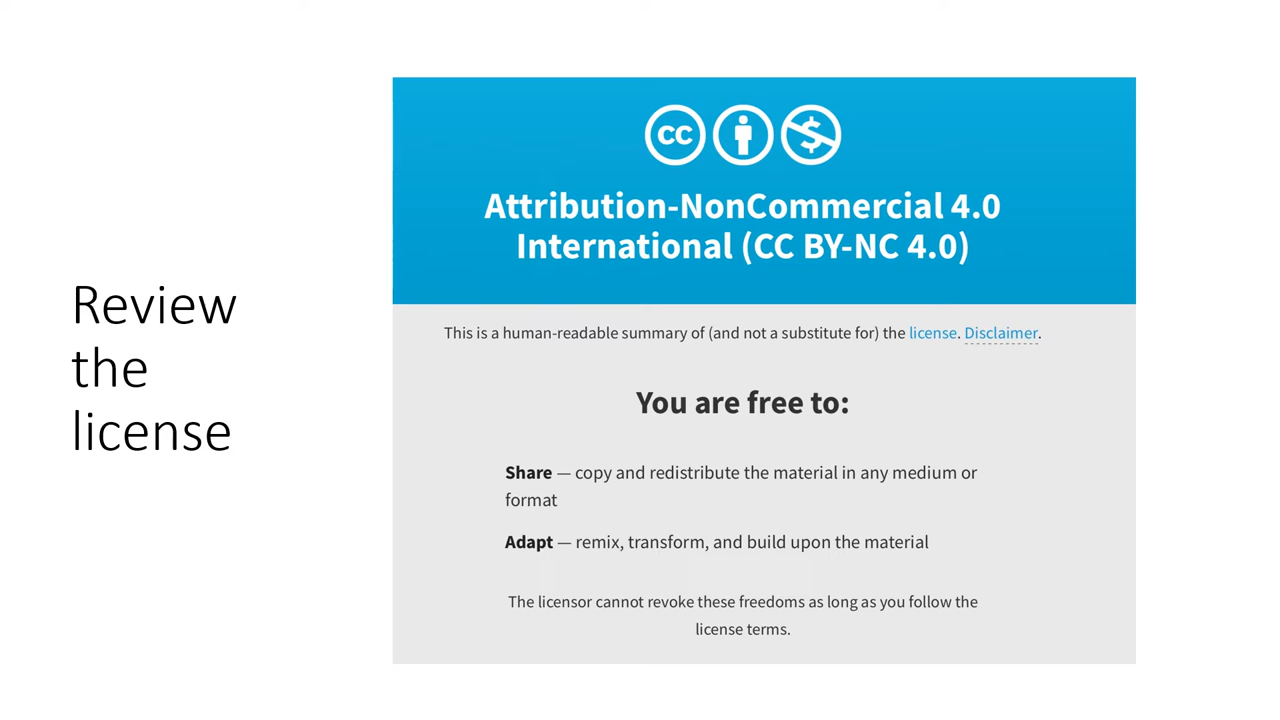 Review
the
license
cc
Attribution-NonCommercial 4.0
International (CC BY-NC 4.0)
This is a human-readable summary of (and not a substitute for) the license. Disclaimer.
You are free to:
Share — copy and redistribute the material in any medium or
format
Adapt — remix, transform, and build upon the material
The licensor cannot revoke these freedoms as long as you follow the
license terms.